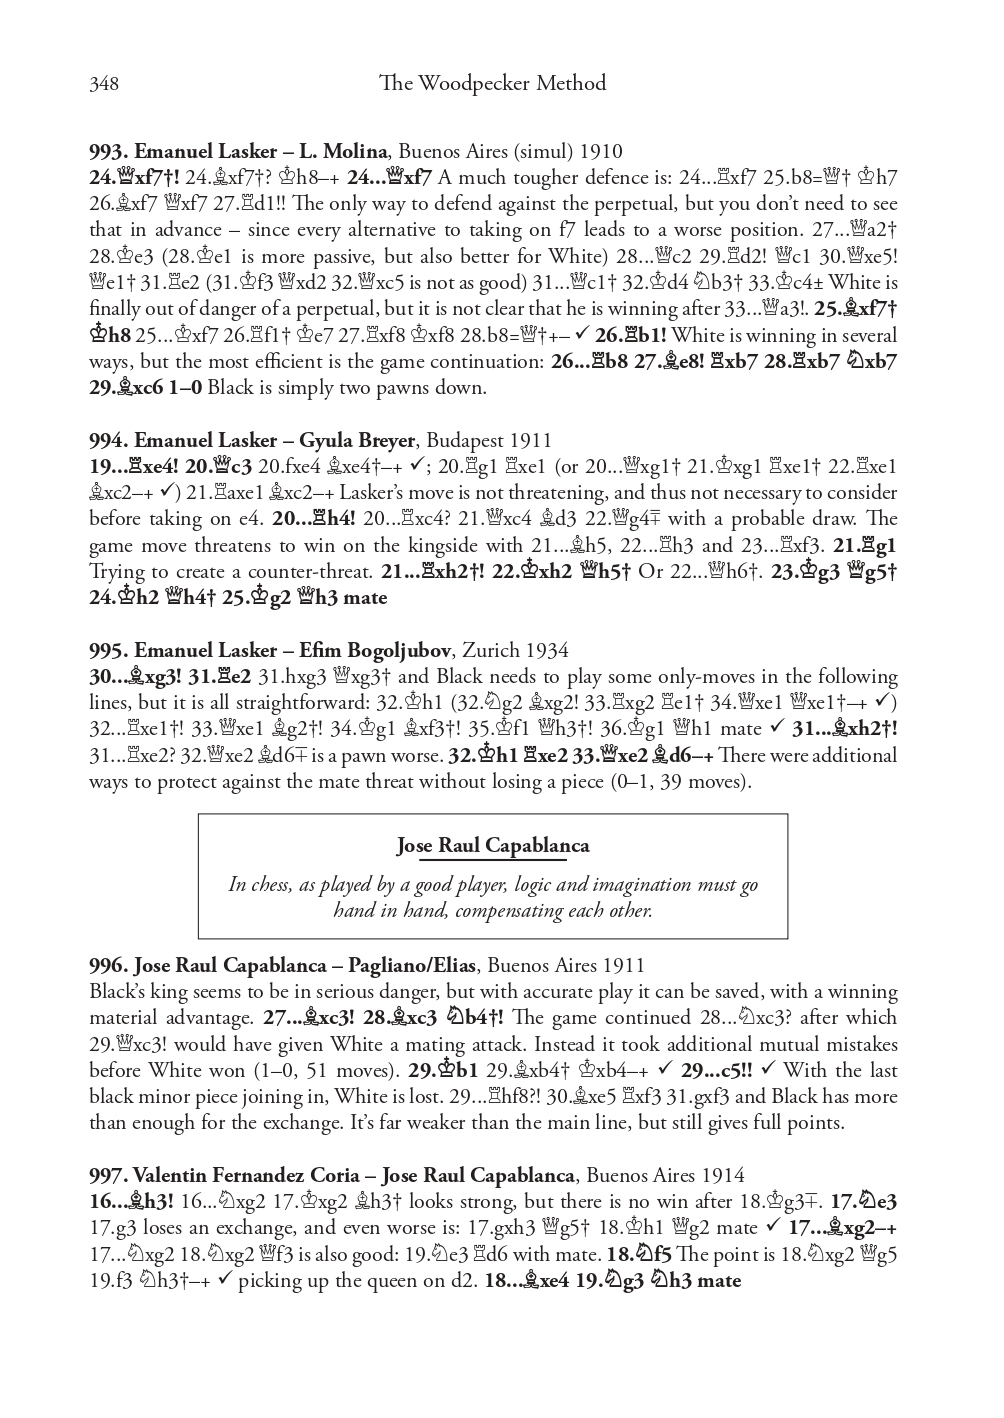 348
The Woodpecker Method
993. Emanuel Lasker – L. Molina, Buenos Aires (simul) 1910
24.♕xf7†! 24.♗xf7†? ♔h8–+ 24...♕xf7 A much tougher defence is: 24...♖xf7 25.b8=♕† ♔h7
26.♗xf7 ♕xf7 27.♖d1!! The only way to defend against the perpetual, but you don’t need to see
that in advance – since every alternative to taking on f7 leads to a worse position. 27...♕a2†
28.♔e3 (28.♔e1 is more passive, but also better for White) 28...♕c2 29.♖d2! ♕c1 30.♕xe5!
♕e1† 31.♖e2 (31.♔f3 ♕xd2 32.♕xc5 is not as good) 31...♕c1† 32.♔d4 ♘b3† 33.♔c4± White is
finally out of danger of a perpetual, but it is not clear that he is winning after 33...♕a3!. 25.♗xf7†
♔h8 25...♔xf7 26.♖f1† ♔e7 27.♖xf8 ♔xf8 28.b8=♕†+– ✓ 26.♖b1! White is winning in several
ways, but the most efficient is the game continuation: 26...♖b8 27.♗e8! ♖xb7 28.♖xb7 ♘xb7
29.♗xc6 1–0 Black is simply two pawns down.
994. Emanuel Lasker – Gyula Breyer, Budapest 1911
19...♖xe4! 20.♕c3 20.fxe4 ♗xe4†–+ ✓; 20.♖g1 ♖xe1 (or 20...♕xg1† 21.♔xg1 ♖xe1† 22.♖xe1
♗xc2–+ ✓) 21.♖axe1 ♗xc2–+ Lasker’s move is not threatening, and thus not necessary to consider
before taking on e4. 20...♖h4! 20...♖xc4? 21.♕xc4 ♗d3 22.♕g4⩱ with a probable draw. The
game move threatens to win on the kingside with 21...♗h5, 22...♖h3 and 23...♖xf3. 21.♖g1
Trying to create a counter-threat. 21...♖xh2†! 22.♔xh2 ♕h5† Or 22...♕h6†. 23.♔g3 ♕g5†
24.♔h2 ♕h4† 25.♔g2 ♕h3 mate
995. Emanuel Lasker – Efim Bogoljubov, Zurich 1934
30...♗xg3! 31.♖e2 31.hxg3 ♕xg3† and Black needs to play some only-moves in the following
lines, but it is all straightforward: 32.♔h1 (32.♘g2 ♗xg2! 33.♖xg2 ♖e1† 34.♕xe1 ♕xe1†–+ ✓)
32...♖xe1†! 33.♕xe1 ♗g2†! 34.♔g1 ♗xf3†! 35.♔f1 ♕h3†! 36.♔g1 ♕h1 mate ✓ 31...♗xh2†!
31...♖xe2? 32.♕xe2 ♗d6∓ is a pawn worse. 32.♔h1 ♖xe2 33.♕xe2 ♗d6–+ There were additional
ways to protect against the mate threat without losing a piece (0–1, 39 moves).
Jose Raul Capablanca
In chess, as played by a good player, logic and imagination must go
hand in hand, compensating each other.
996. Jose Raul Capablanca – Pagliano/Elias, Buenos Aires 1911
Black’s king seems to be in serious danger, but with accurate play it can be saved, with a winning
material advantage. 27...♗xc3! 28.♗xc3 ♘b4†! The game continued 28...♘xc3? after which
29.♕xc3! would have given White a mating attack. Instead it took additional mutual mistakes
before White won (1–0, 51 moves). 29.♔b1 29.♗xb4† ♔xb4–+ ✓ 29...c5!! ✓ With the last
black minor piece joining in, White is lost. 29...♖hf8?! 30.♗xe5 ♖xf3 31.gxf3 and Black has more
than enough for the exchange. It’s far weaker than the main line, but still gives full points.
997. Valentin Fernandez Coria – Jose Raul Capablanca, Buenos Aires 1914
16...♗h3! 16...♘xg2 17.♔xg2 ♗h3† looks strong, but there is no win after 18.♔g3∓. 17.♘e3
17.g3 loses an exchange, and even worse is: 17.gxh3 ♕g5† 18.♔h1 ♕g2 mate ✓ 17...♗xg2–+
17...♘xg2 18.♘xg2 ♕f3 is also good: 19.♘e3 ♖d6 with mate. 18.♘f5 The point is 18.♘xg2 ♕g5
19.f3 ♘h3†–+ ✓ picking up the queen on d2. 18...♗xe4 19.♘g3 ♘h3 mate